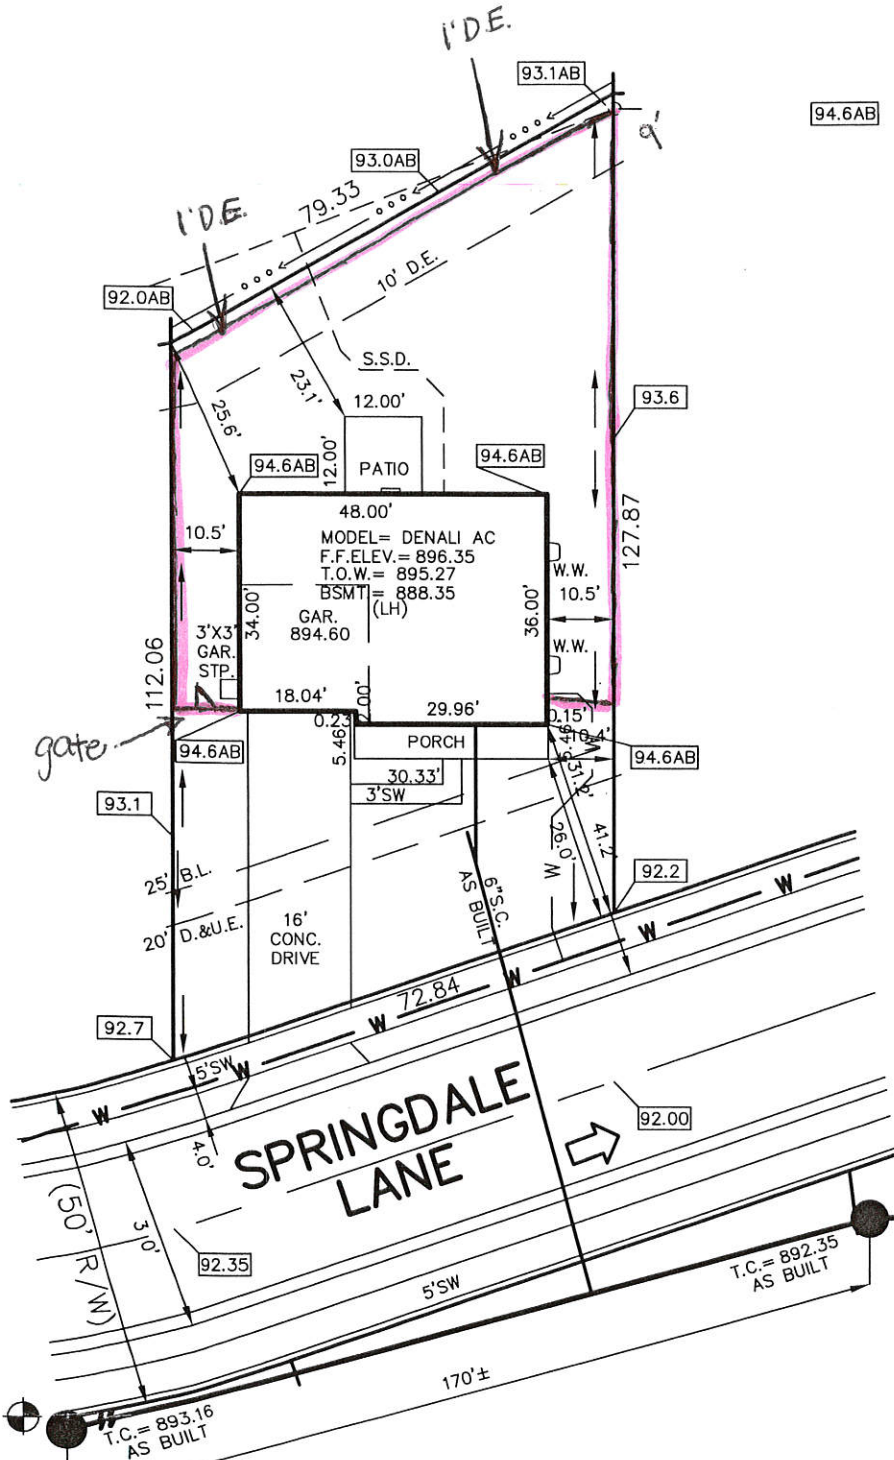 1'D.E.
93.1AB
94.6AB
9'
93.0AB
79.33
1'D.E.
10' D.E.
92.0AB
S.S.D.
23.1'
12.00'
25.6'
93.6
12.00'
94.6AB
94.6AB
PATIO
48.00'
10.5'
MODEL= DENALI AC
F.F.ELEV.= 896.35
T.O.W.= 895.27
BSMT.= 888.35
(LH)
127.87
W.W.
10.5'
34.00'
GAR.
894.60
36.00'
3'X3'
GAR.
STP.
W.W.
112.06
18.04'
29.96'
0.23
0.15'
10.4'
gate
94.6AB
5.46
PORCH
94.6AB
5.46
31.2'
W
30.33'
3'SW
93.1
26.0'
41.2'
25' B.L.
W
92.2
6"S.C.
AS BUILT
20' D.&U.E.
16'
CONC.
DRIVE
W
W
W
72.84
92.7
W
5'SW
W
W
4.0'
SPRINGDALE
LANE
92.00
(50' R/W)
30'
92.35
5'SW
T.C.= 892.35
AS BUILT
170'±
T.C.= 893.16
AS BUILT